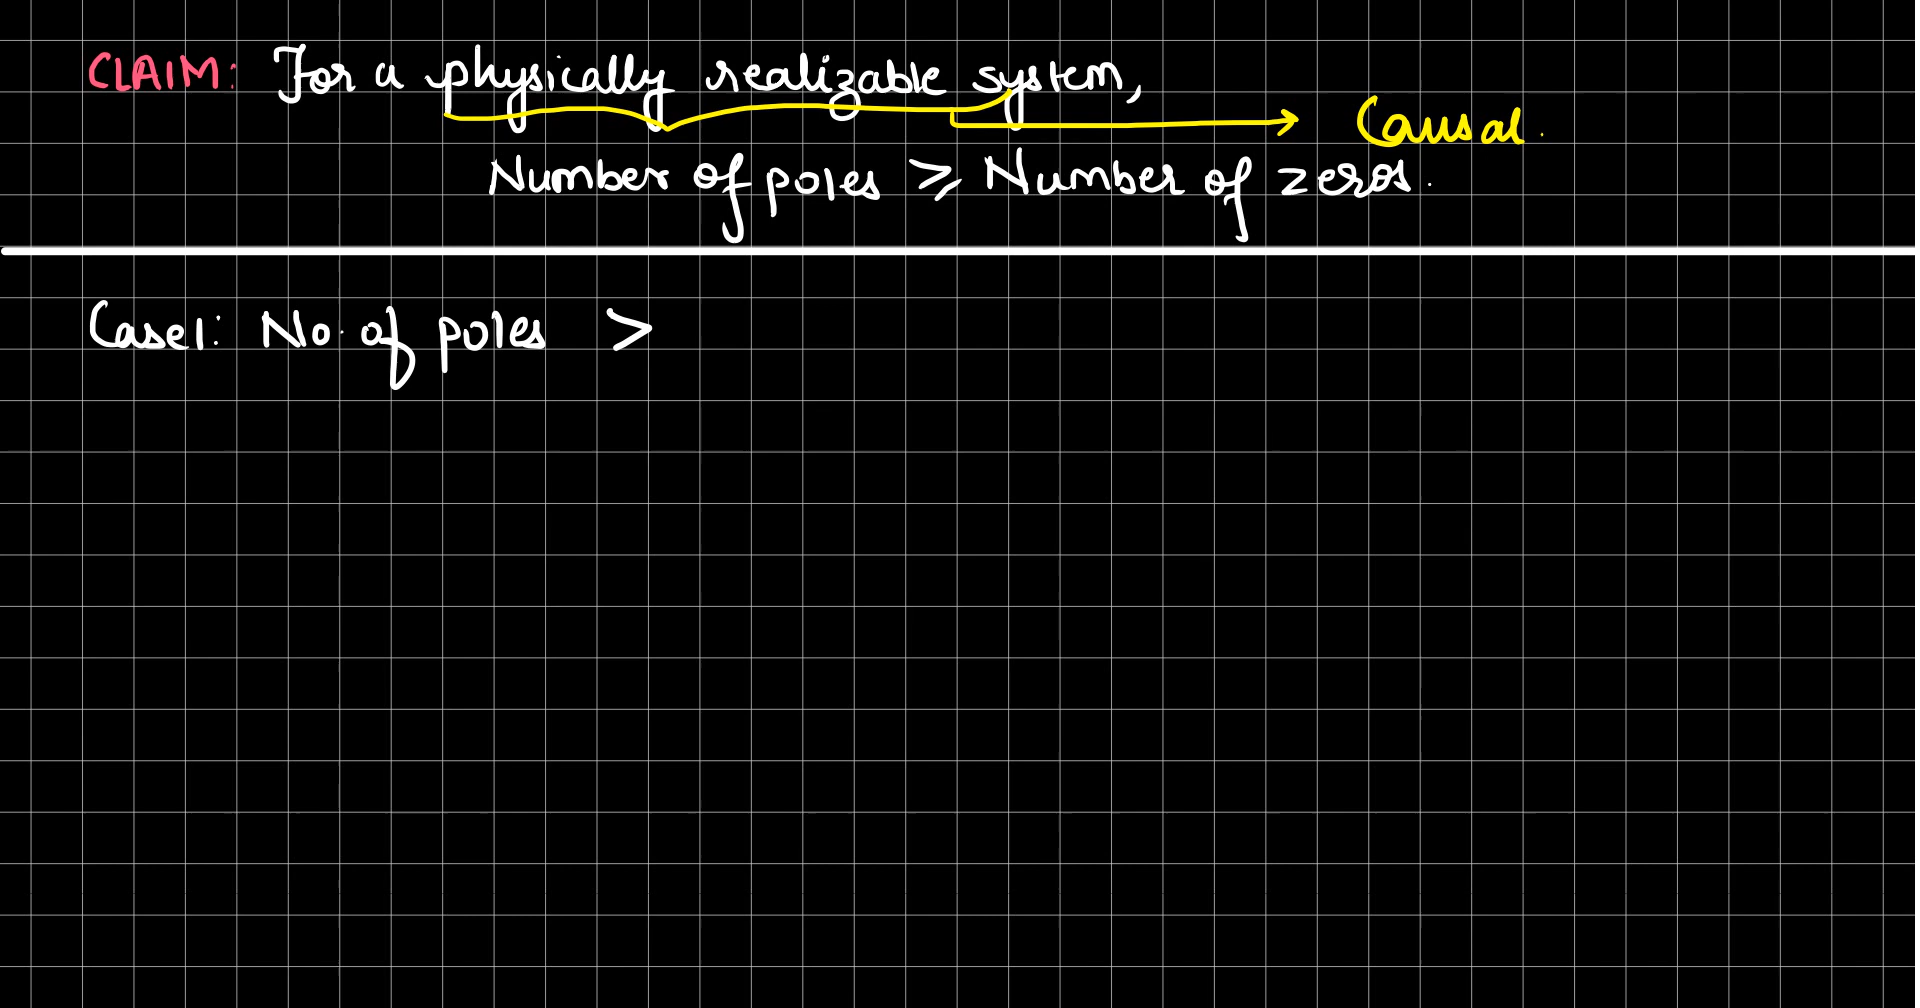 CLAIM: For a physically realizable system,
Causal.
Number of poles ⩾ Number of zeros.
Case1: No. of poles >